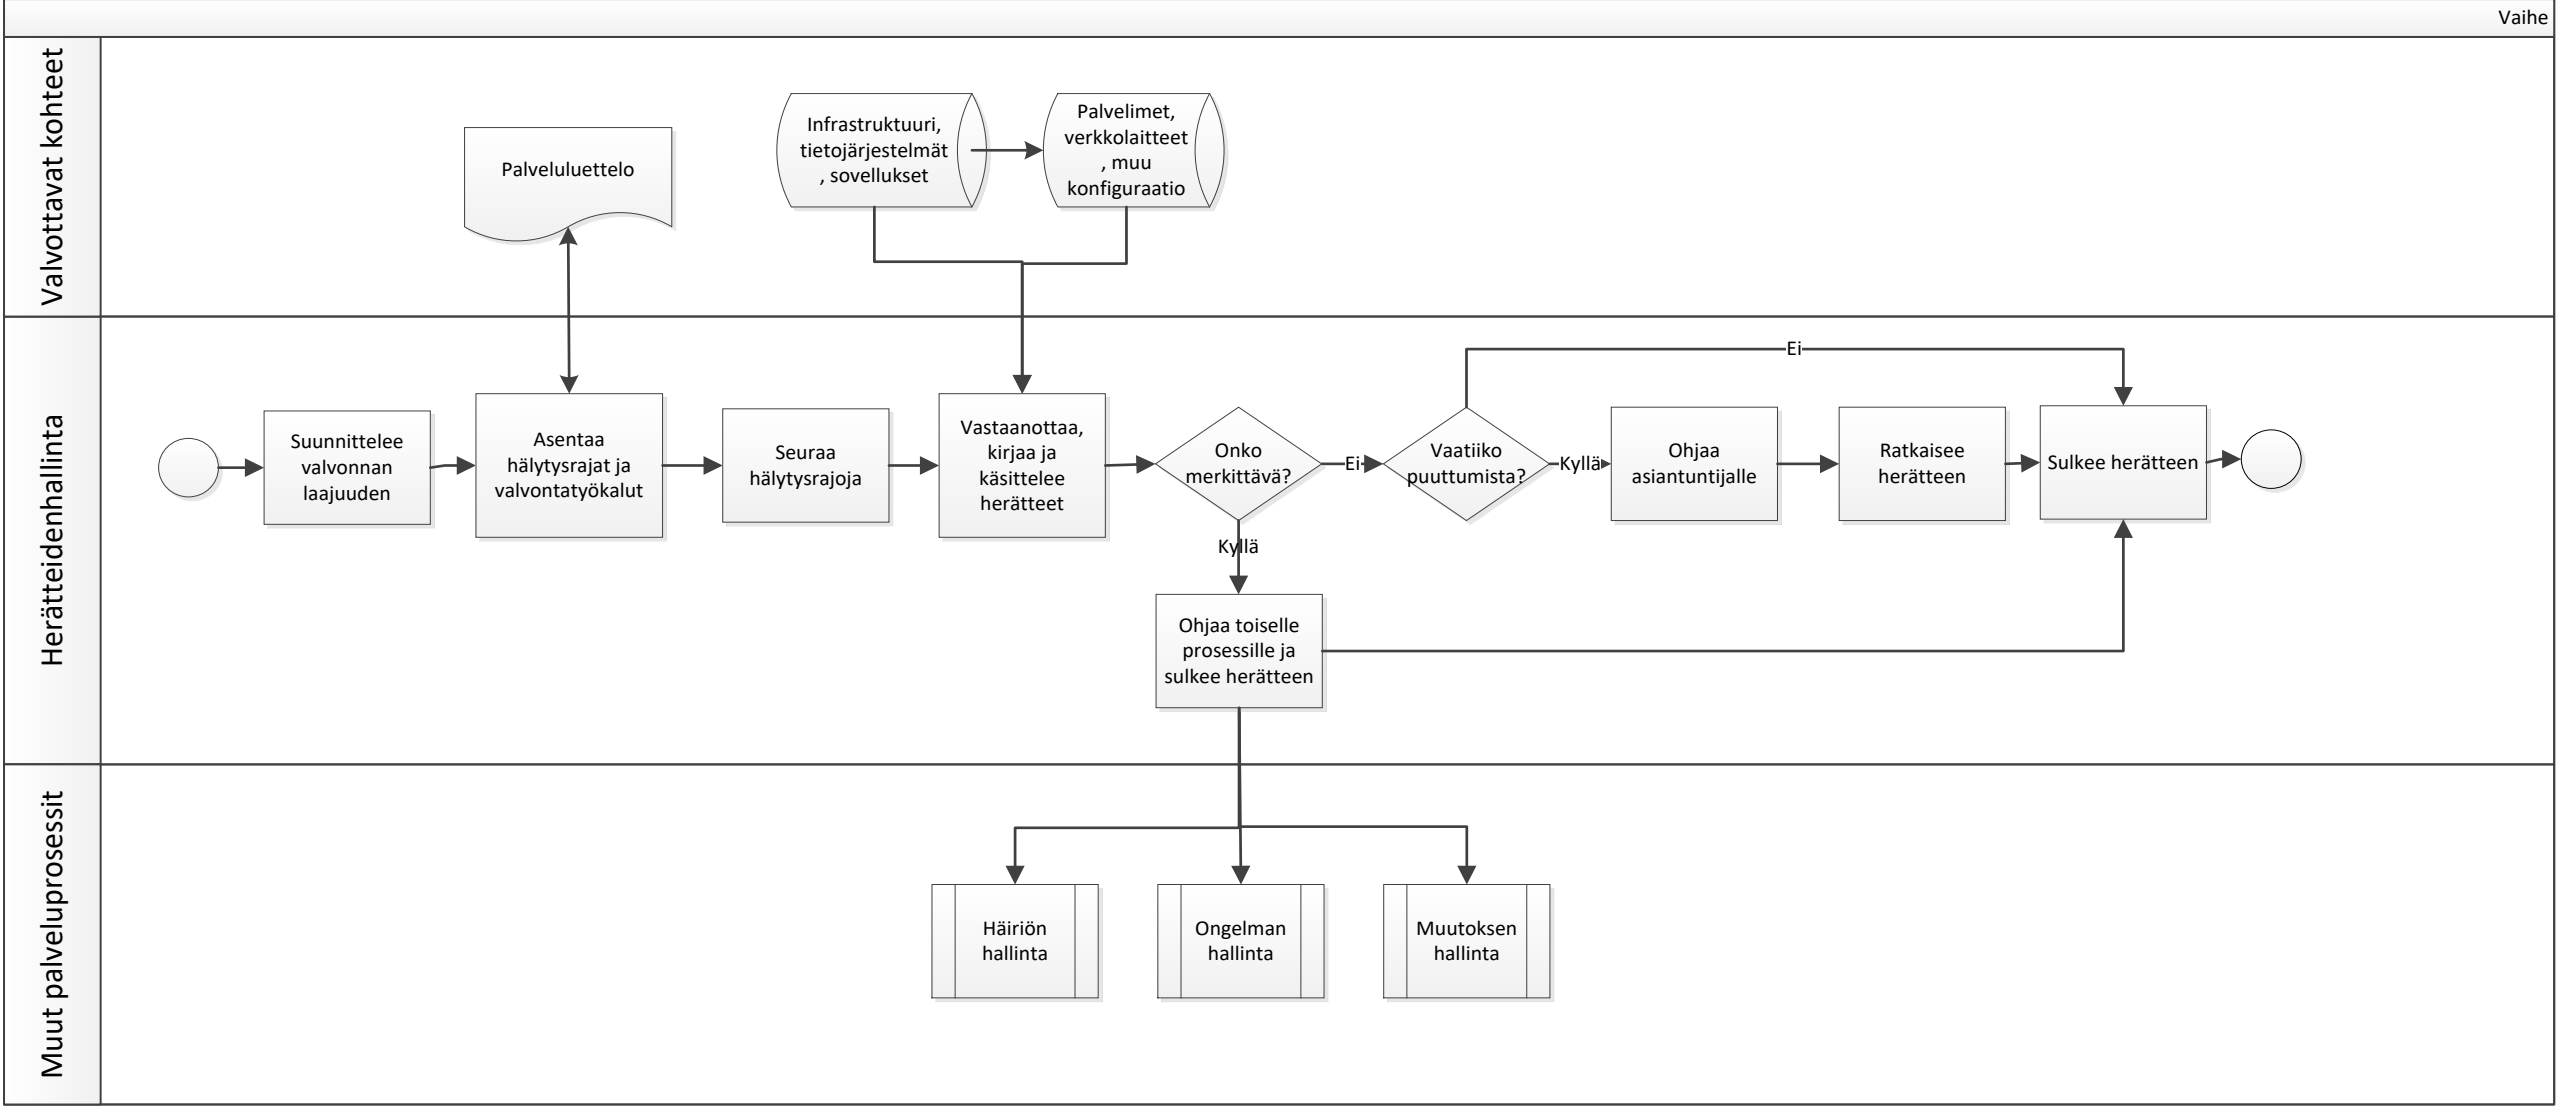 Vaihe
Valvottavat kohteet
Palveluluettelo
Infrastruktuuri,
tietojärjestelmät
, sovellukset
Palvelimet,
verkkolaitteet
, muu
konfiguraatio
Herätteidenhallinta
Suunnittelee
valvonnan
laajuuden
Asentaa
hälytysrajat ja
valvontatyökalut
Seuraa
hälytysrajoja
Vastaanottaa,
kirjaa ja
käsittelee
herätteet
Onko
merkittävä?
Ei
Vaatiiko
puuttumista?
Ei
Kyllä
Ohjaa
asiantuntijalle
Ratkaisee
herätteen
Sulkee herätteen
Kyllä
Ohjaa toiselle
prosessille ja
sulkee herätteen
Muut palveluprosessit
Häiriön
hallinta
Ongelman
hallinta
Muutoksen
hallinta